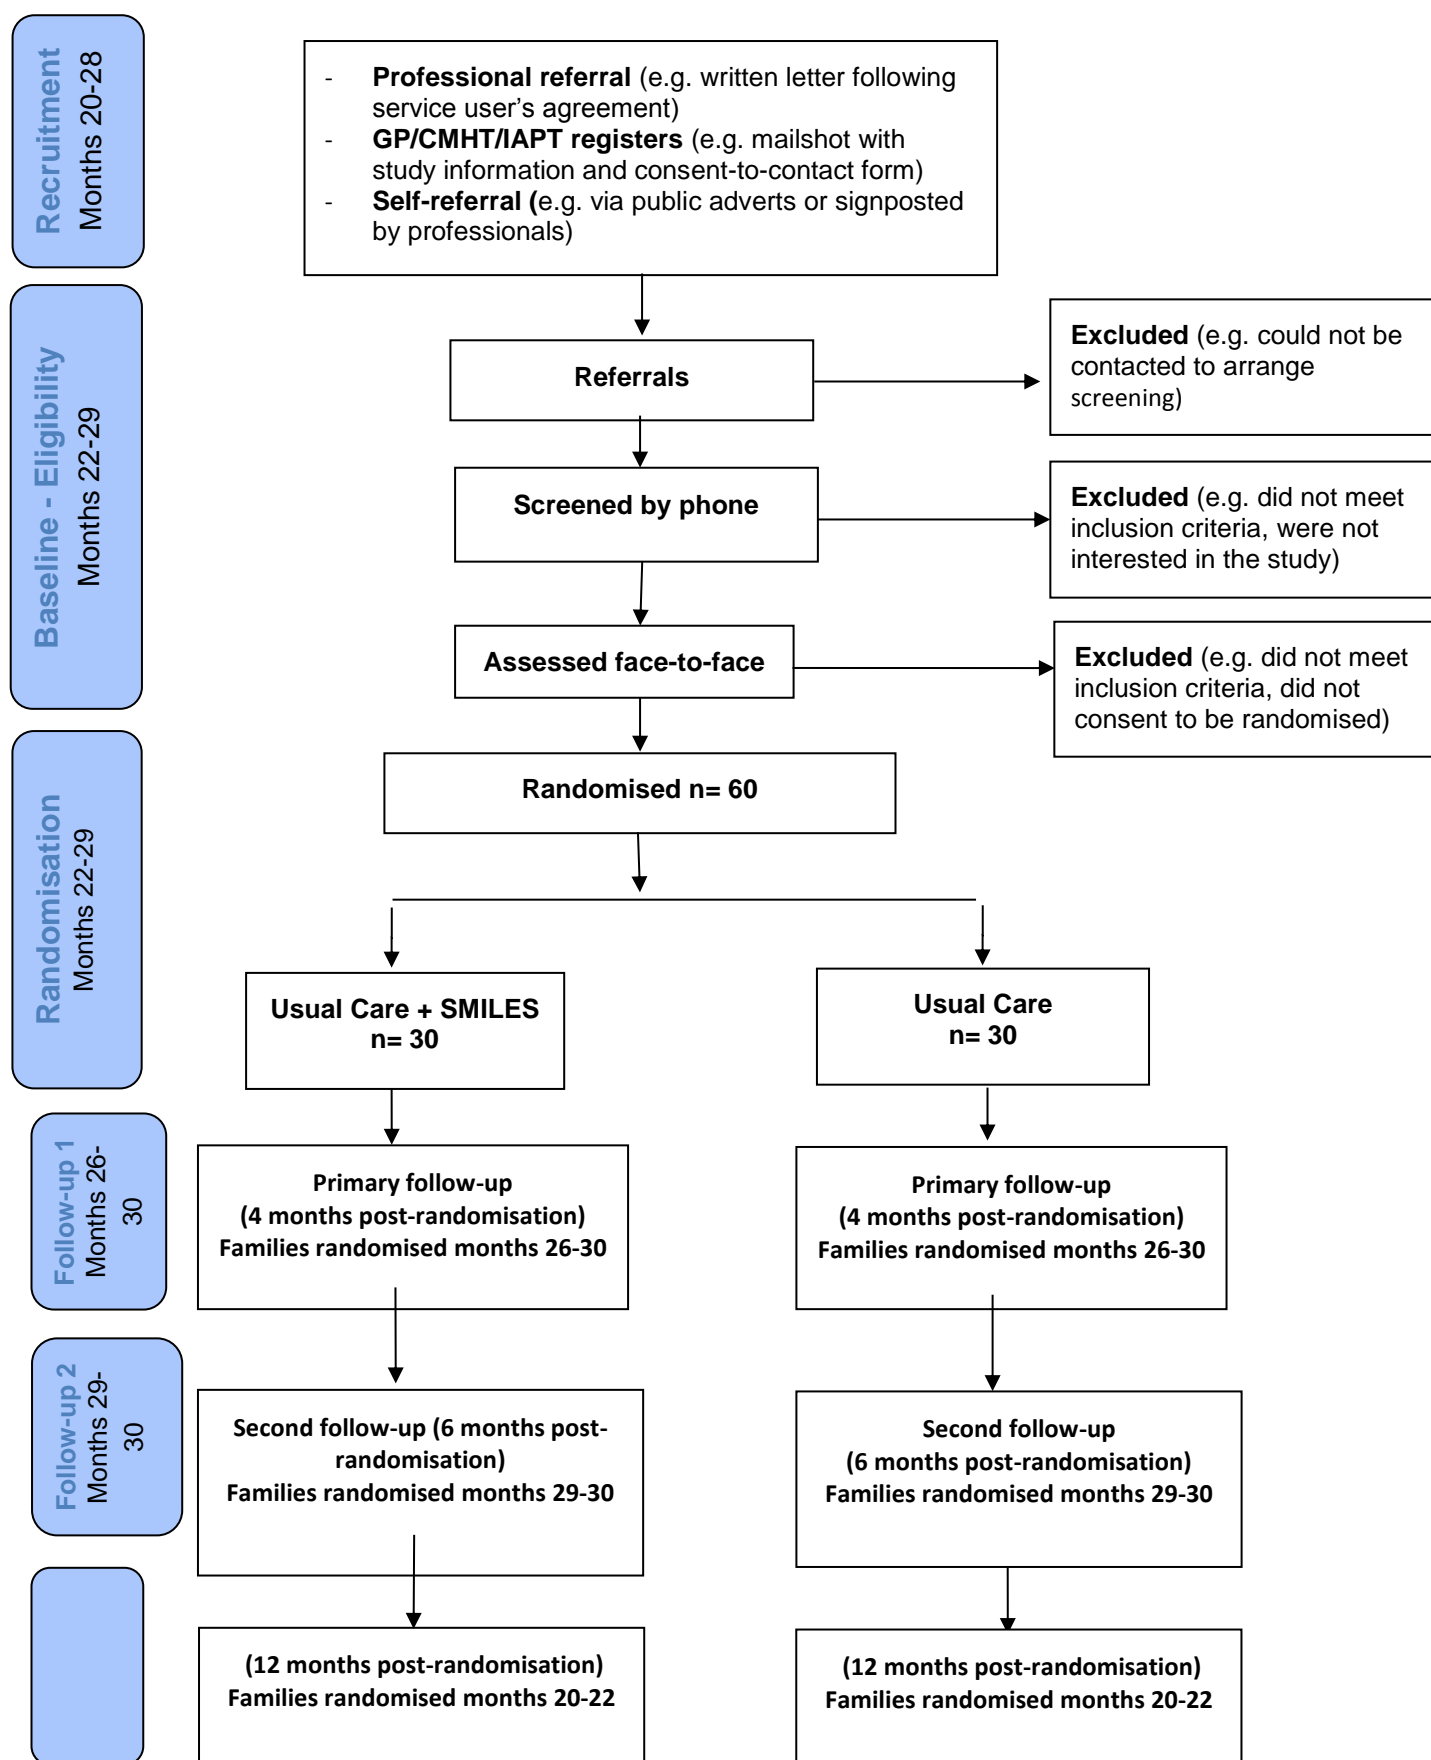 Recruitment
Months 20-28
- Professional referral (e.g. written letter following
service user's agreement)
- GP/CMHT/IAPT registers (e.g. mailshot with
study information and consent-to-contact form)
- Self-referral (e.g. via public adverts or signposted
by professionals)
Baseline - Eligibility
Months 22-29
Referrals
Excluded (e.g. could not be
contacted to arrange
screening)
Screened by phone
Excluded (e.g. did not meet
inclusion criteria, were not
interested in the study)
Assessed face-to-face
Excluded (e.g. did not meet
inclusion criteria, did not
consent to be randomised)
Randomisation
Months 22-29
Randomised n= 60
Usual Care + SMILES
n= 30
Usual Care
n= 30
Follow-up 1
Months 26-
30
Primary follow-up
(4 months post-randomisation)
Families randomised months 26-30
Primary follow-up
(4 months post-randomisation)
Families randomised months 26-30
Follow-up 2
Months 29-
30
Second follow-up (6 months post-
randomisation)
Families randomised months 29-30
Second follow-up
(6 months post-randomisation)
Families randomised months 29-30
(12 months post-randomisation)
Families randomised months 20-22
(12 months post-randomisation)
Families randomised months 20-22